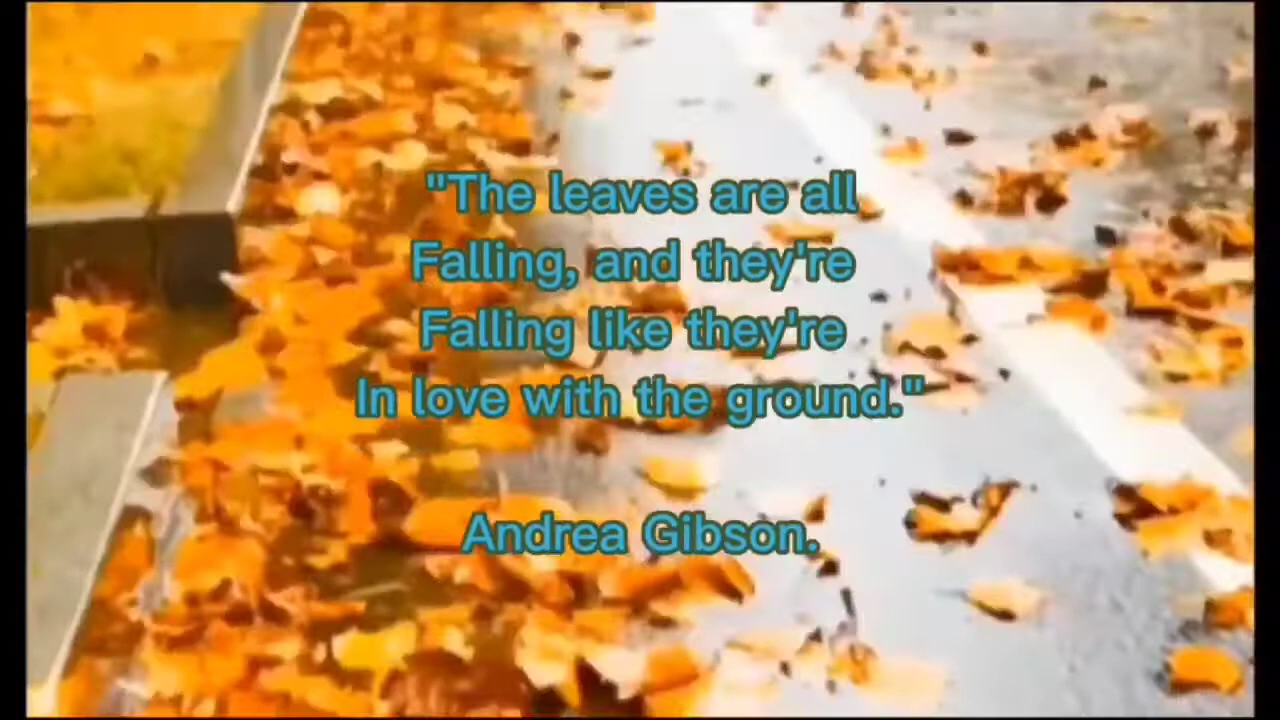 "The leaves are all
Falling, and they're
Falling like they're
In love with the ground."
Andrea Gibson.